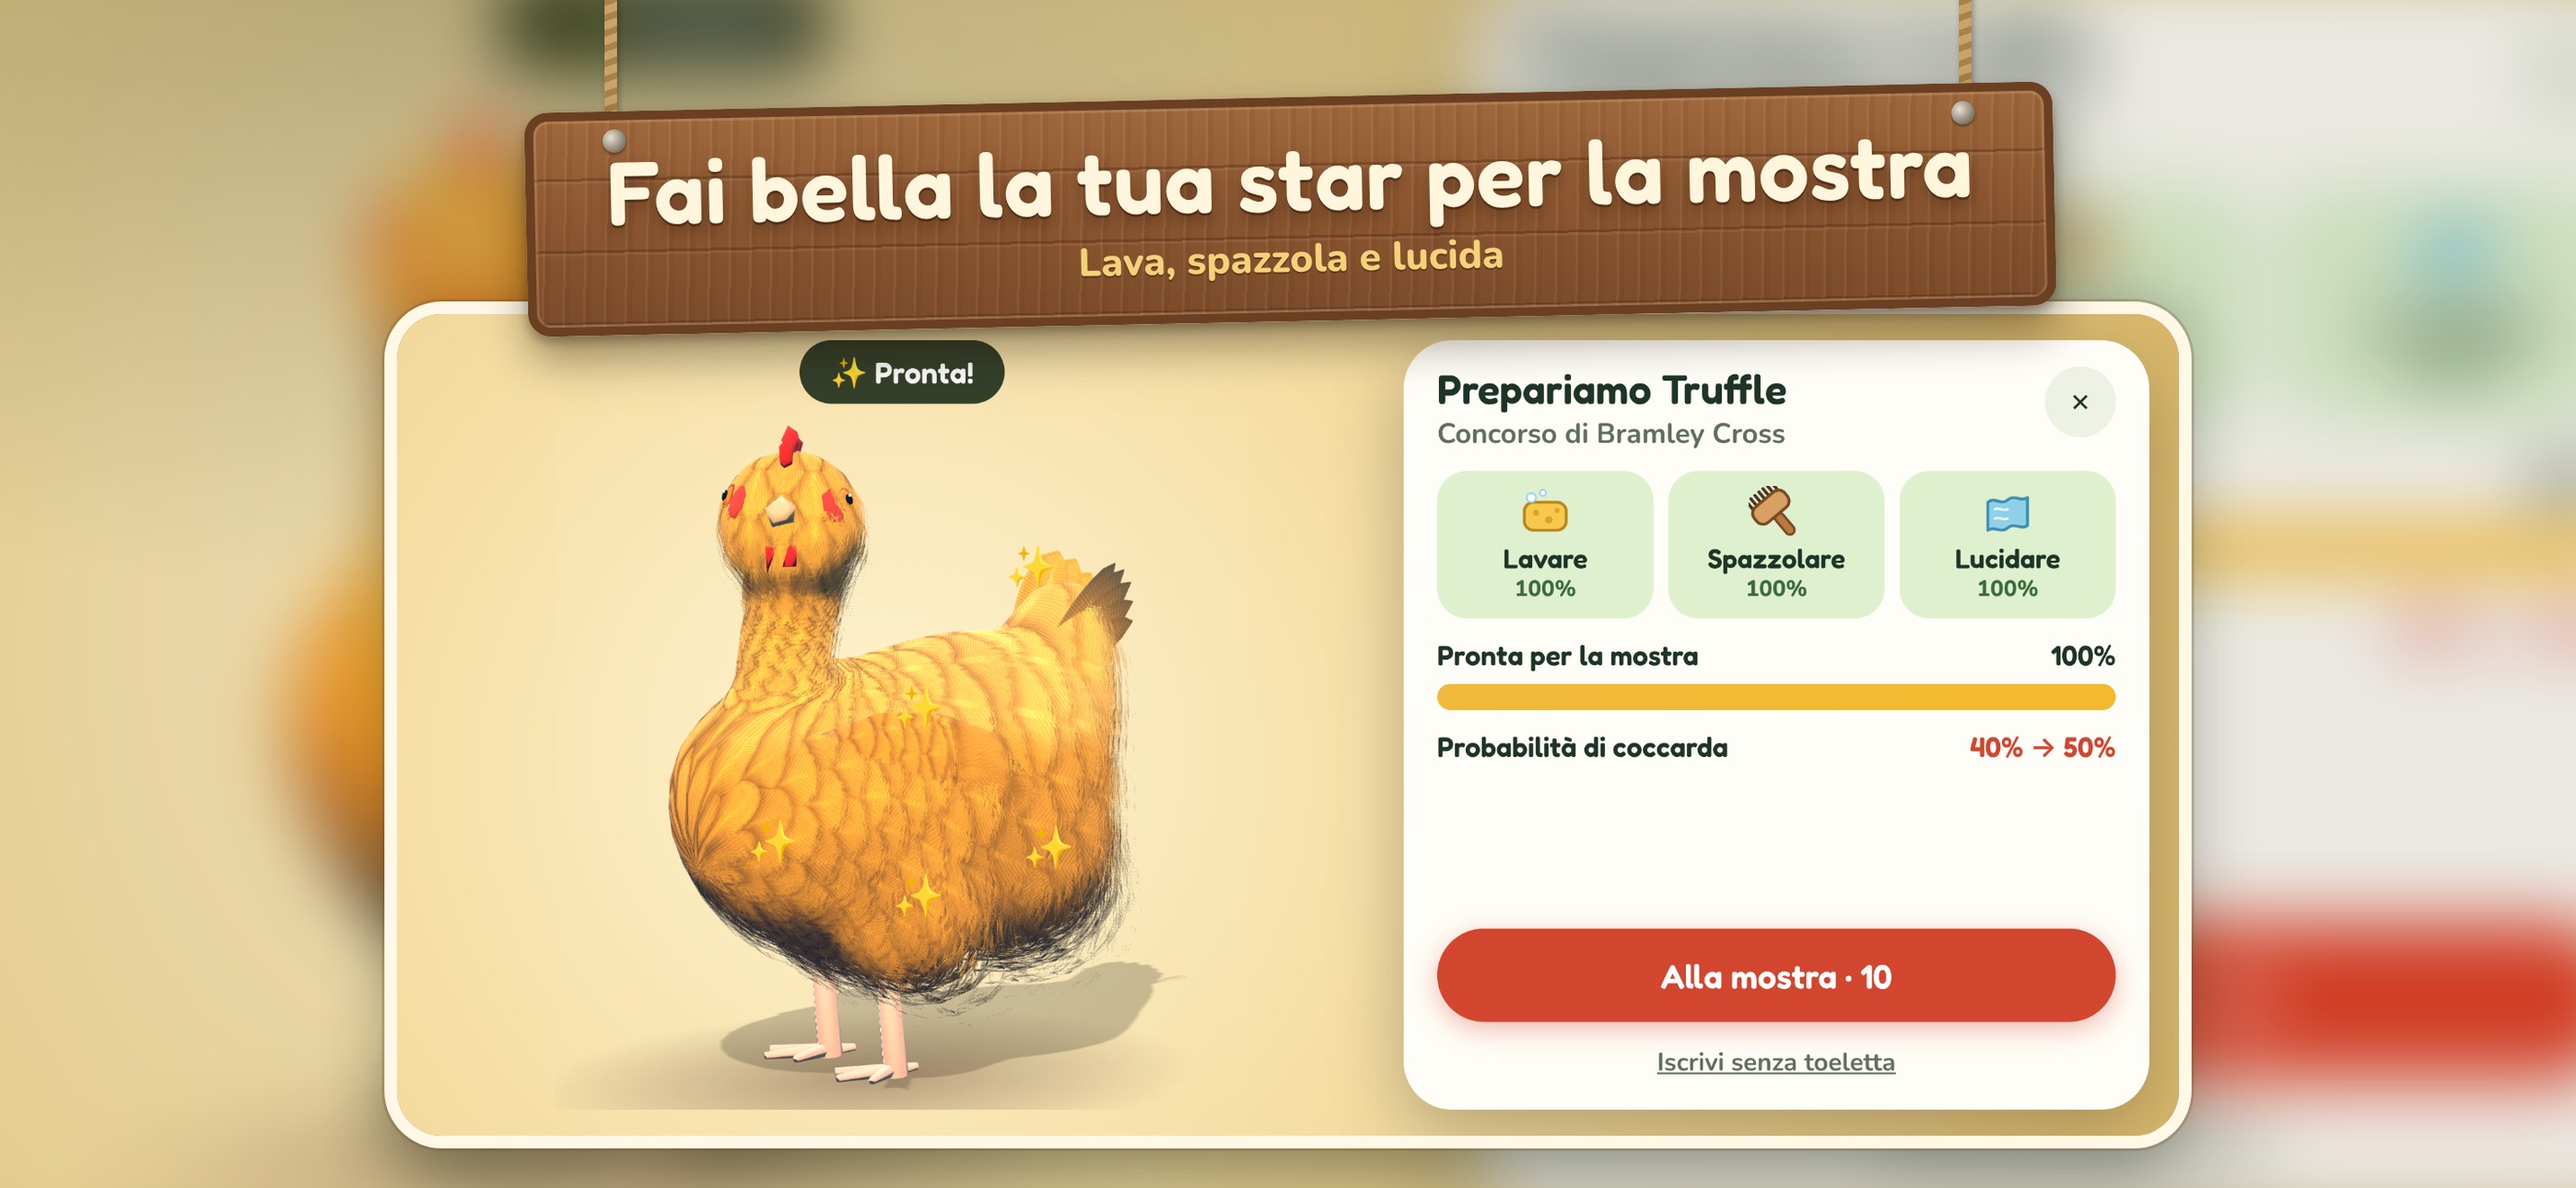 Fai bella la tua star per la mostra
Lava, spazzola e lucida
✨ Pronta!
Prepariamo Truffle
×
Concorso di Bramley Cross
Lavare
100%
Spazzolare
100%
Lucidare
100%
Pronta per la mostra 100%
Probabilità di coccarda 40% → 50%
Alla mostra · 10
Iscrivi senza toeletta